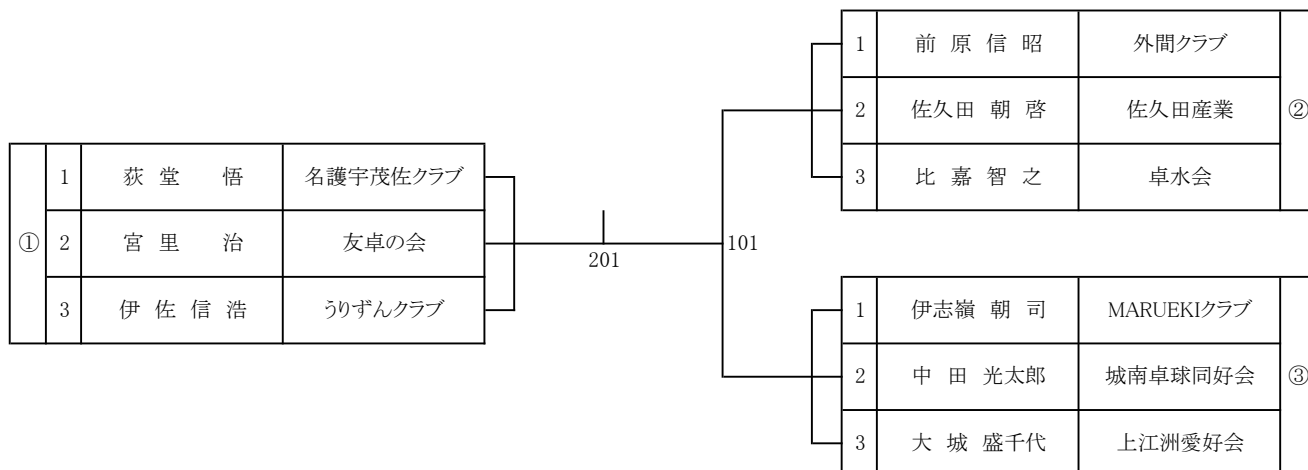 ①
1 荻堂 悟 名護宇茂佐クラブ
2 宮里 治 友卓の会
3 伊佐信浩 うりずんクラブ
201
101
②
1 前原信昭 外間クラブ
2 佐久田 朝啓 佐久田産業
3 比嘉智之 卓水会
③
1 伊志嶺 朝司 MARUEKIクラブ
2 中田 光太郎 城南卓球同好会
3 大城 盛千代 上江洲愛好会